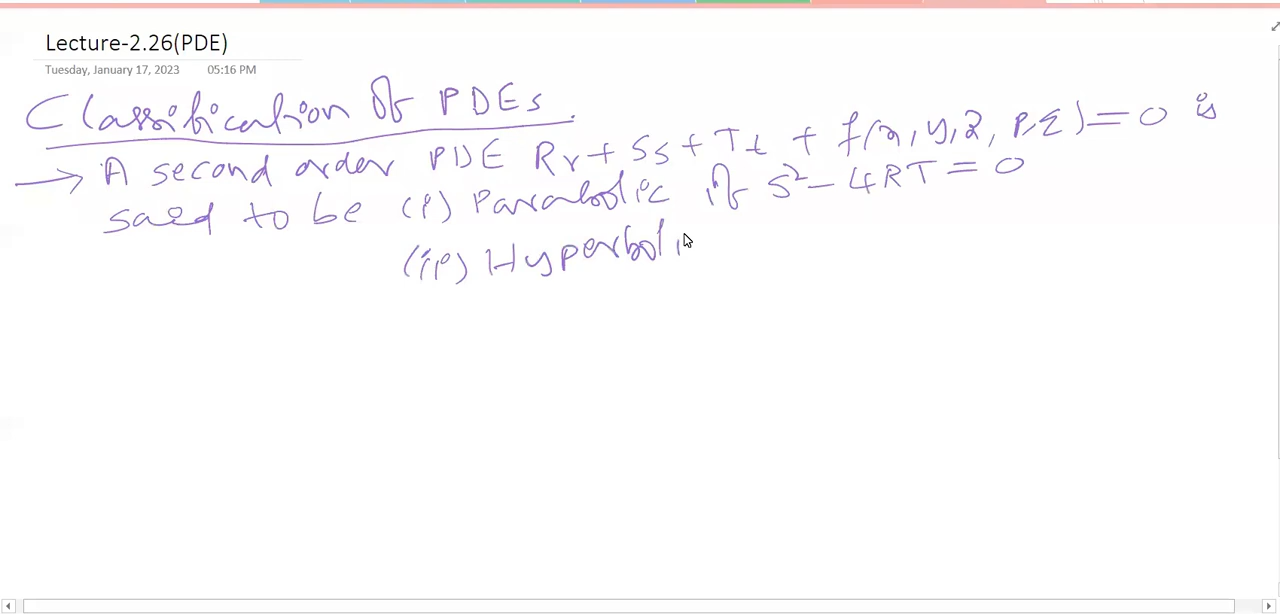 Lecture-2.26(PDE)
Tuesday, January 17, 2023 05:16 PM
Classification of PDEs.
→ A second order PDE Rr + Ss + Tt + f(x, y, z, p, q) = 0 is
said to be (i) Parabolic if S² - 4RT = 0
(ii) Hyperboli